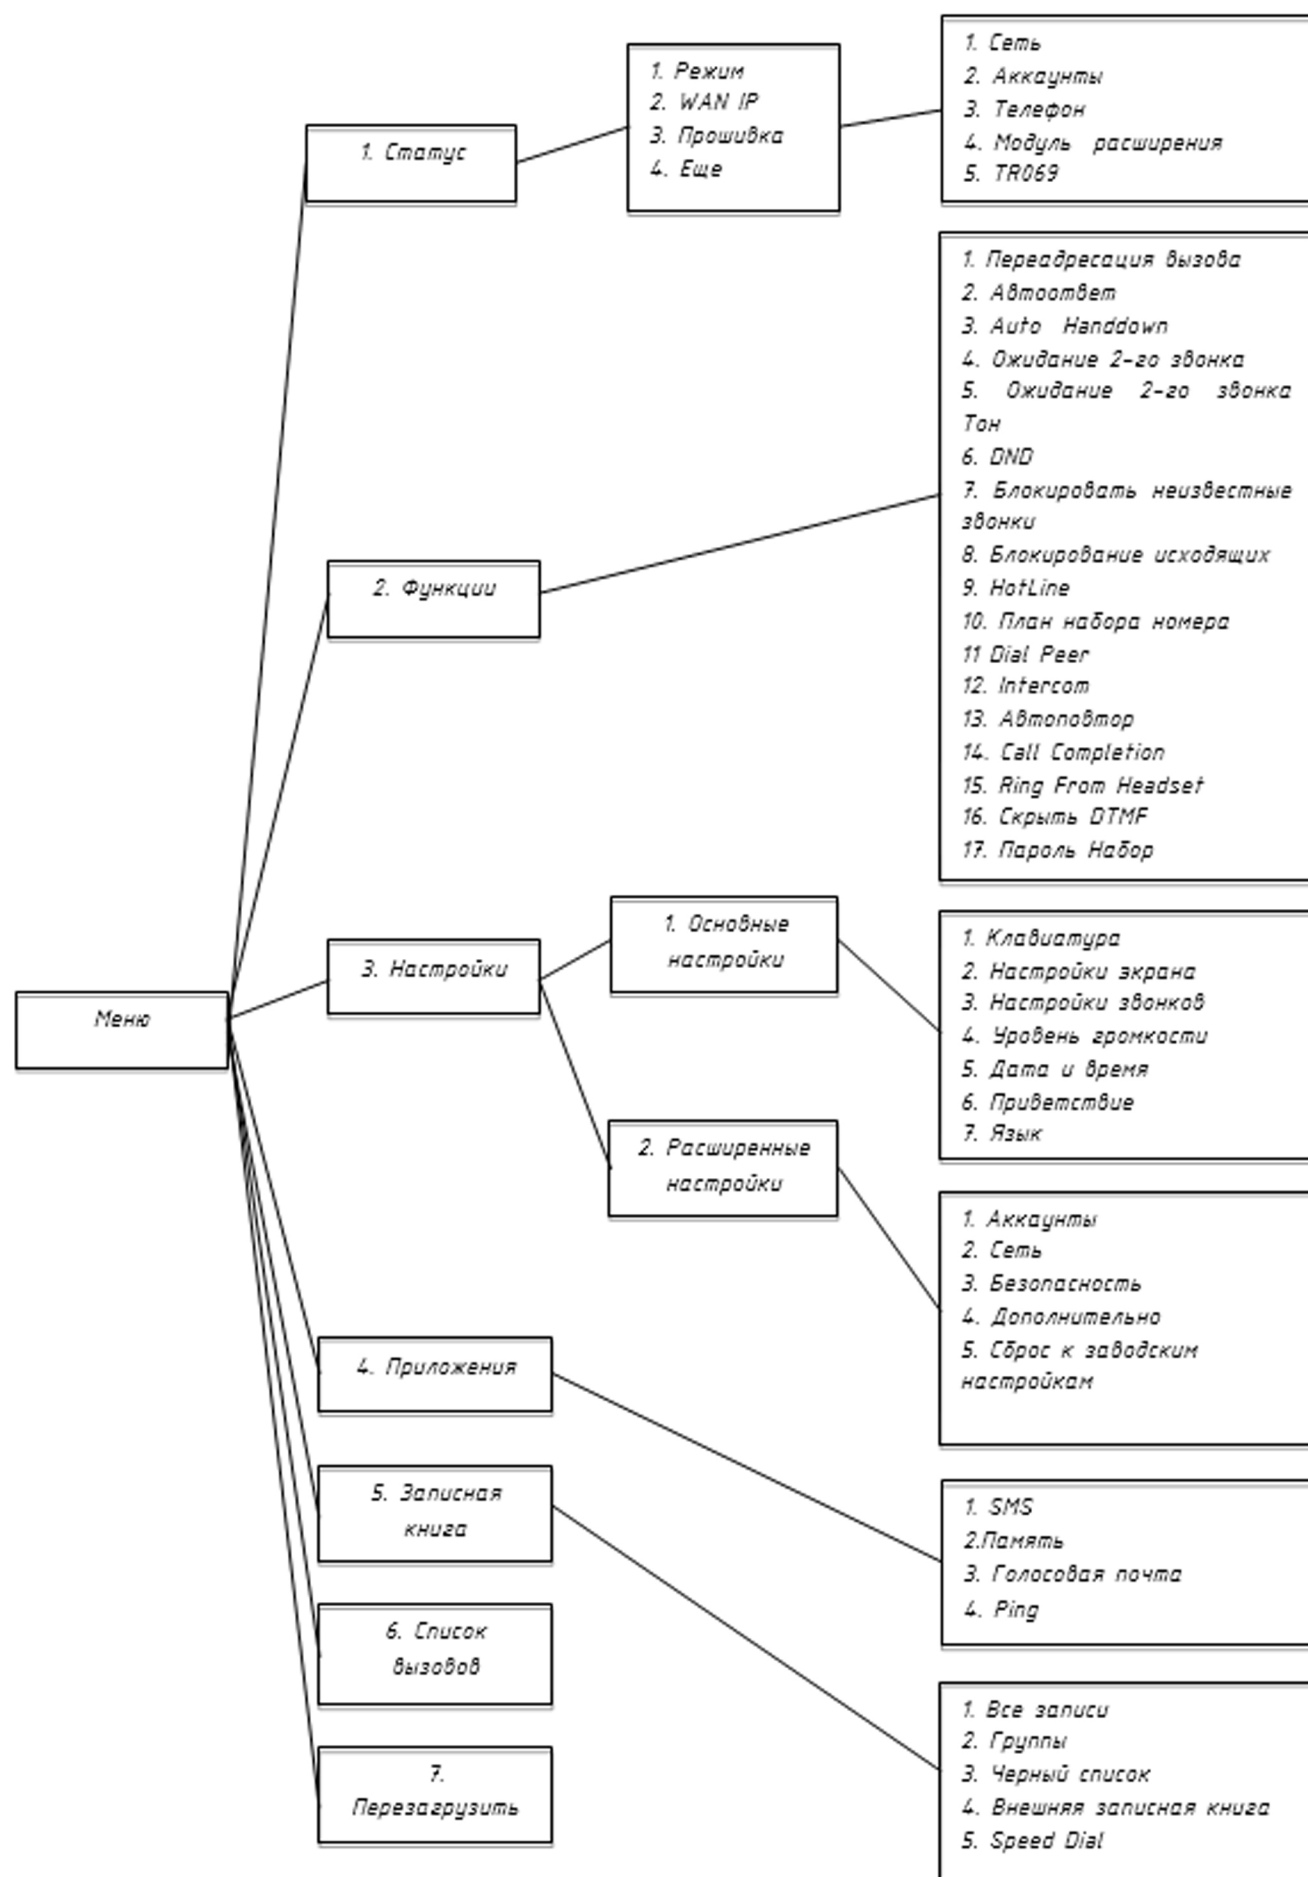 1. Статус
1. Режим
2. WAN IP
3. Прошивка
4. Еще
1. Сеть
2. Аккаунты
3. Телефон
4. Модуль расширения
5. TR069
2. Функции
1. Переадресация вызова
2. Автоответ
3. Auto Handdown
4. Ожидание 2-го звонка
5. Ожидание 2-го звонка
Тон
6. DND
7. Блокировать неизвестные
звонки
8. Блокирование исходящих
9. HotLine
10. План набора номера
11 Dial Peer
12. Intercom
13. Автоповтор
14. Call Completion
15. Ring From Headset
16. Скрыть DTMF
17. Пароль Набор
Меню
3. Настройки
1. Основные
настройки
1. Клавиатура
2. Настройки экрана
3. Настройки звонков
4. Уровень громкости
5. Дата и время
6. Приветствие
7. Язык
2. Расширенные
настройки
1. Аккаунты
2. Сеть
3. Безопасность
4. Дополнительно
5. Сброс к заводским
настройкам
4. Приложения
1. SMS
2.Память
3. Голосовая почта
4. Ping
5. Записная
книга
1. Все записи
2. Группы
3. Черный список
4. Внешняя записная книга
5. Speed Dial
6. Список
вызовов
7.
Перезагрузить